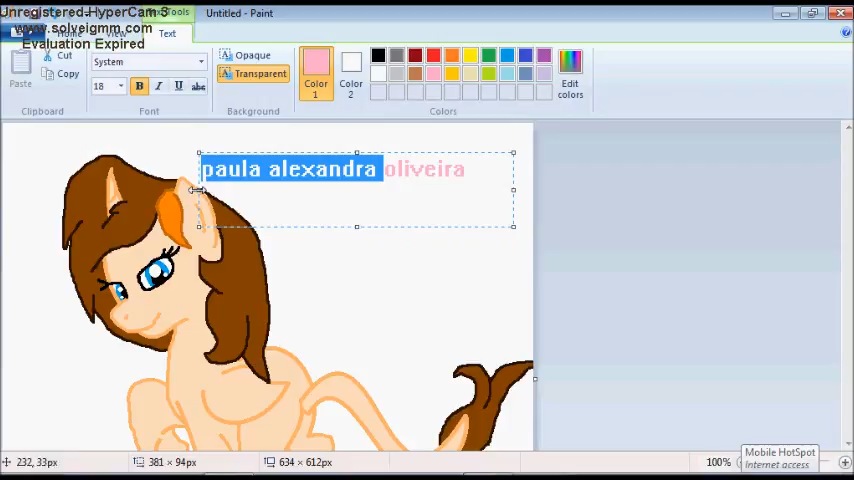 Unregistered-HyperCam 3
www.solveigmm.com
Evaluation Expired
Text Tools
Untitled - Paint
Home
View
Text
Paste
Cut
Copy
Clipboard
System
18
B I U abc
Font
Opaque
Transparent
Background
Color 1
Color 2
Edit colors
Colors
paula alexandra oliveira
232, 33px
381 × 94px
634 × 612px
100%
Mobile HotSpot
Internet access